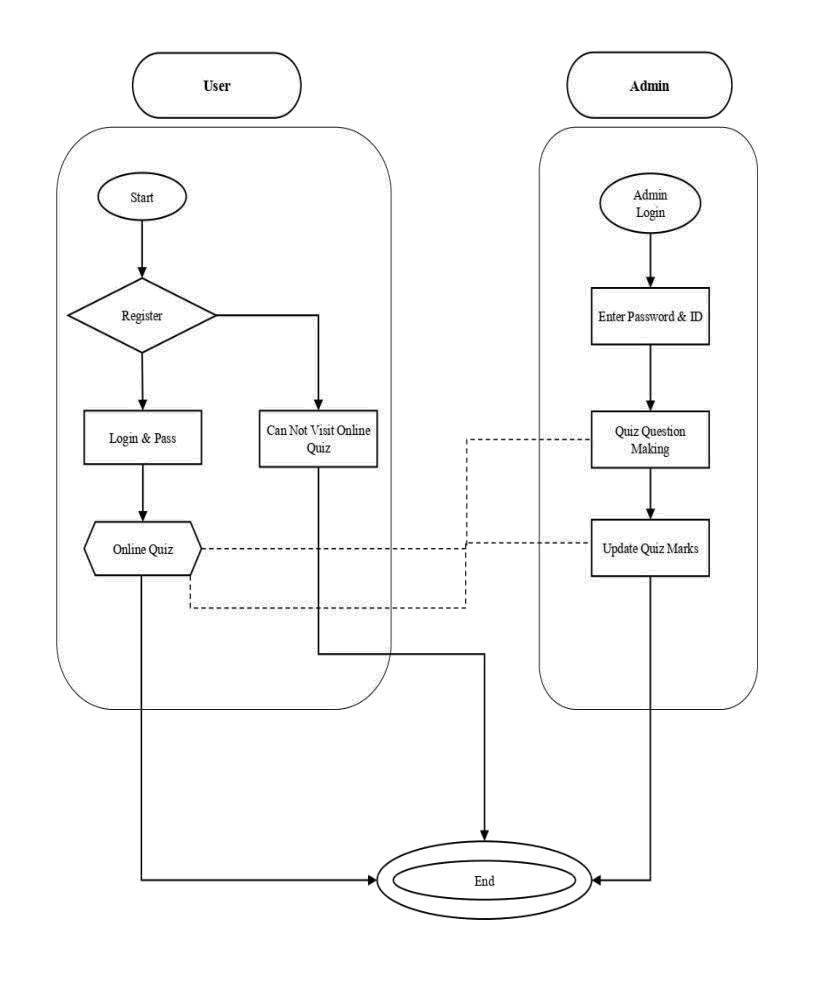 User
Admin
Start
Admin
Login
Register
Enter Password & ID
Login & Pass
Can Not Visit Online
Quiz
Quiz Question
Making
Online Quiz
Update Quiz Marks
End